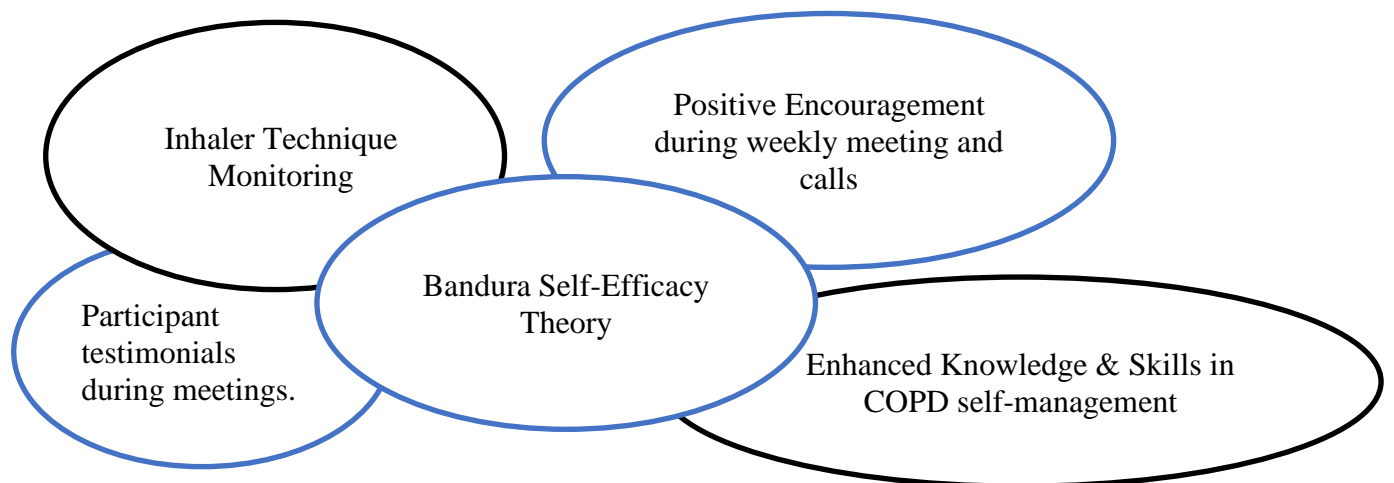 Inhaler Technique
Monitoring
Positive Encouragement
during weekly meeting and
calls
Bandura Self-Efficacy
Theory
Participant
testimonials
during meetings.
Enhanced Knowledge & Skills in
COPD self-management